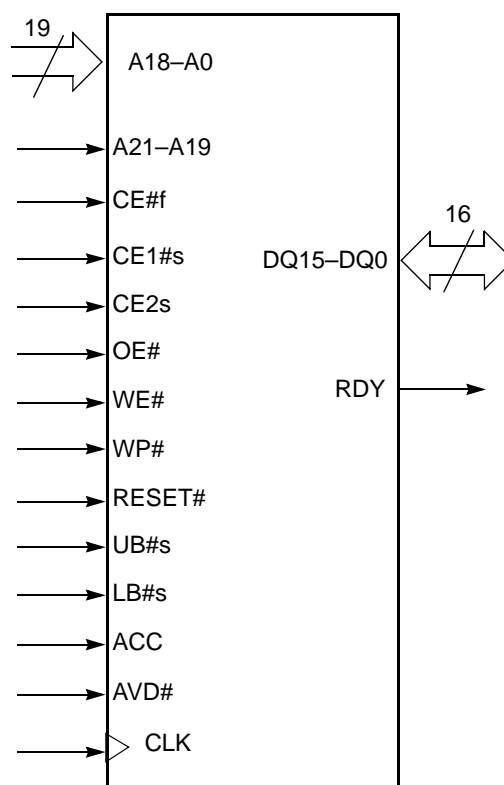 19
A18–A0
A21–A19
CE#f
16
CE1#s
DQ15–DQ0
CE2s
OE#
RDY
WE#
WP#
RESET#
UB#s
LB#s
ACC
AVD#
CLK